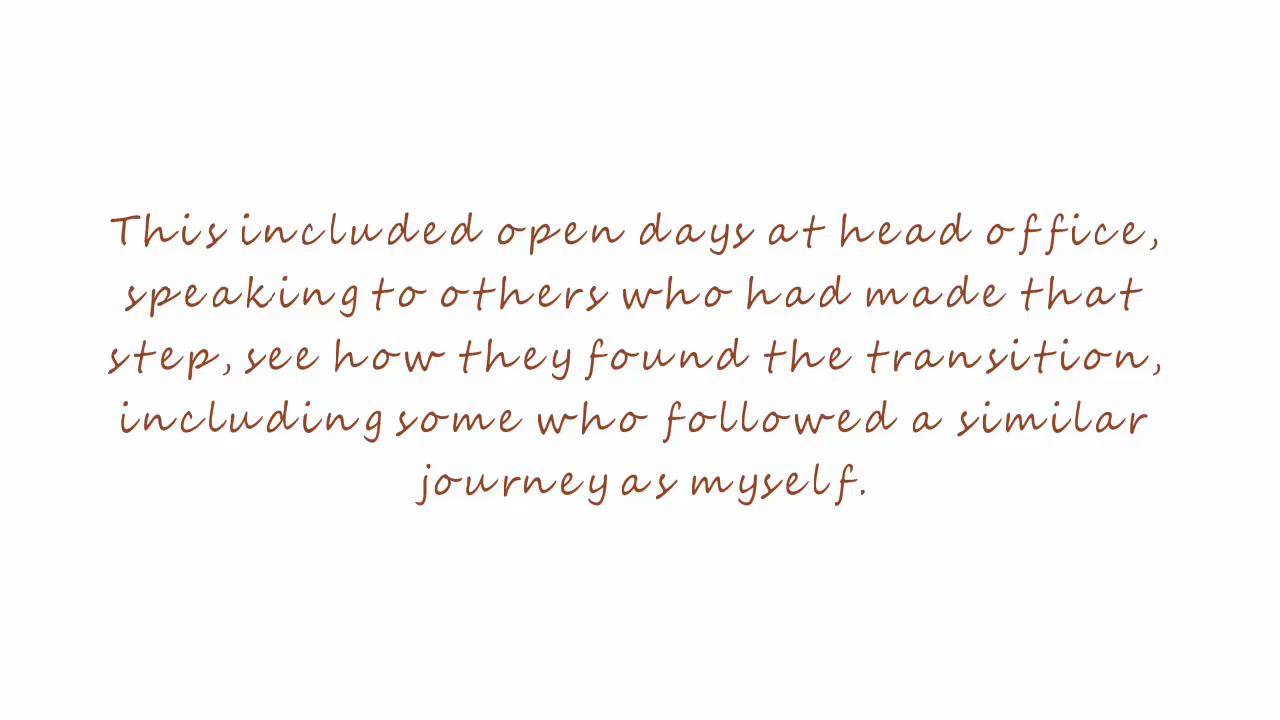 This included open days at head office,
speaking to others who had made that
step, see how they found the transition,
including some who followed a similar
journey as myself.